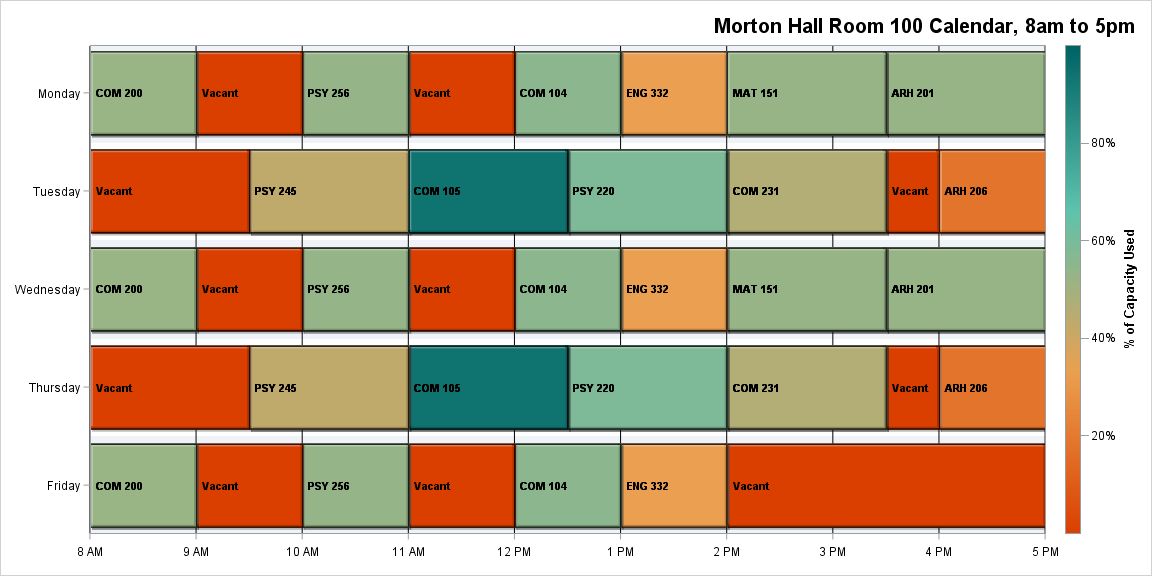 Morton Hall Room 100 Calendar, 8am to 5pm
Monday
COM 200 Vacant PSY 256 Vacant COM 104 ENG 332 MAT 151 ARH 201
Tuesday
Vacant PSY 245 COM 105 PSY 220 COM 231 Vacant ARH 206
Wednesday
COM 200 Vacant PSY 256 Vacant COM 104 ENG 332 MAT 151 ARH 201
Thursday
Vacant PSY 245 COM 105 PSY 220 COM 231 Vacant ARH 206
Friday
COM 200 Vacant PSY 256 Vacant COM 104 ENG 332 Vacant
8 AM 9 AM 10 AM 11 AM 12 PM 1 PM 2 PM 3 PM 4 PM 5 PM
80%
60%
40%
20%
% of Capacity Used